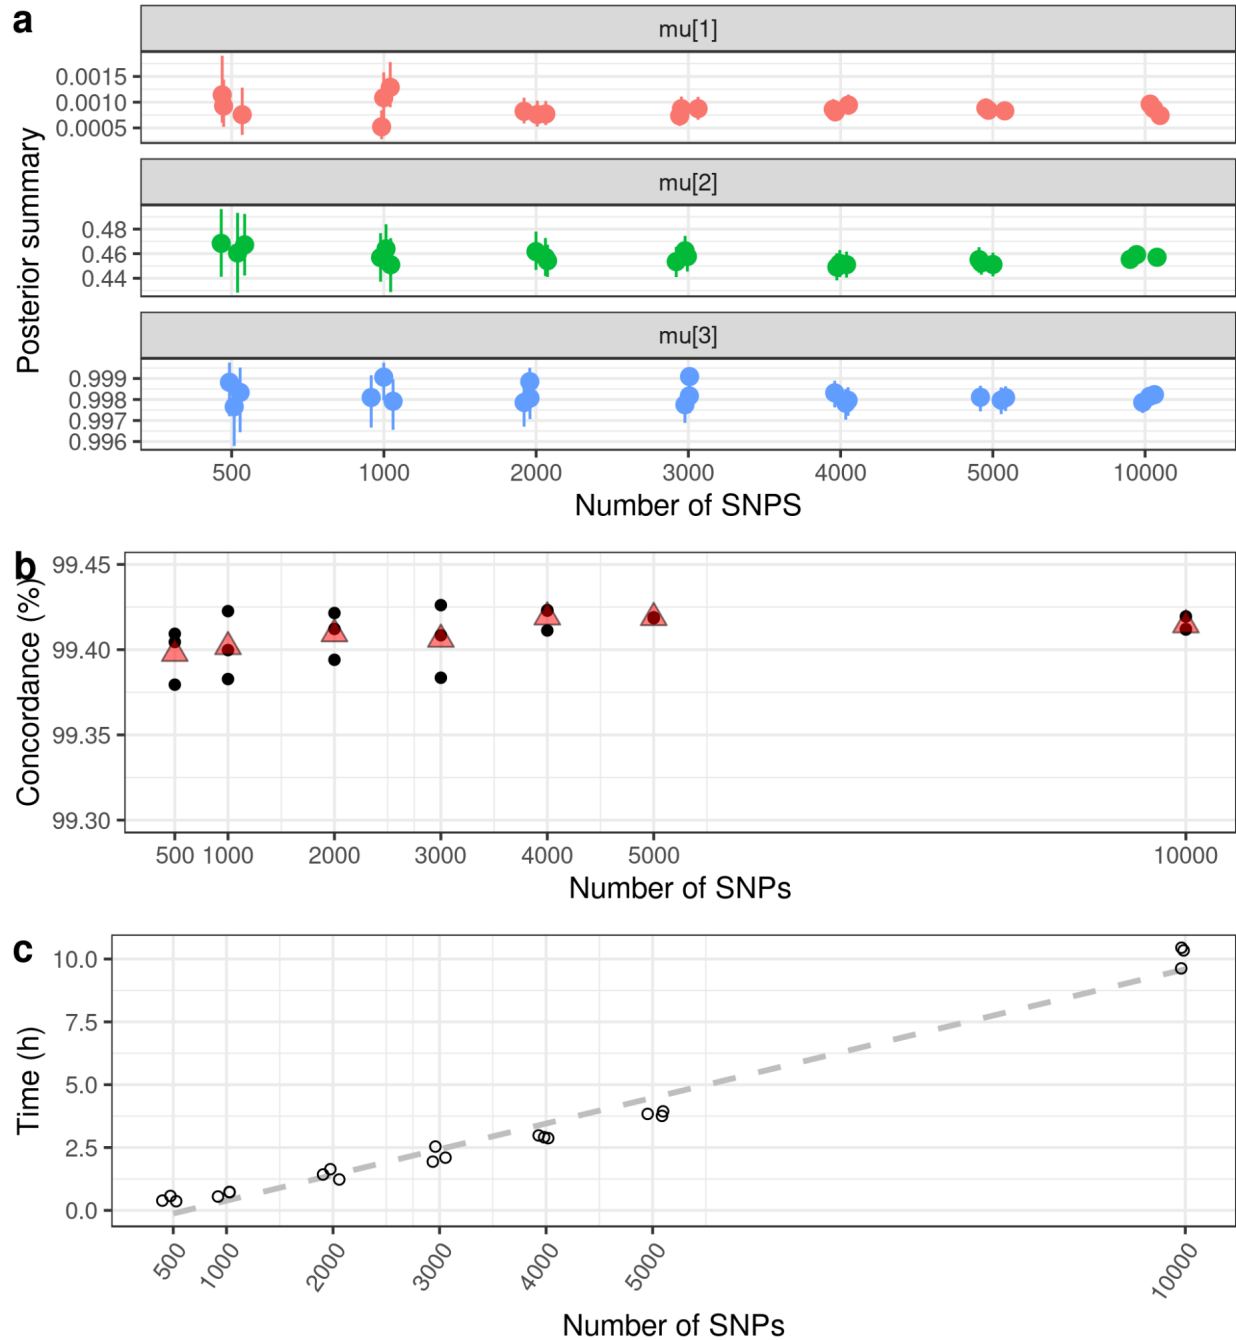 a
mu[1]
0.0015
0.0010
0.0005
mu[2]
0.48
0.46
0.44
mu[3]
0.999
0.998
0.997
0.996
Posterior summary
500 1000 2000 3000 4000 5000 10000
Number of SNPS
b
99.45
99.40
99.35
99.30
Concordance (%)
500 1000 2000 3000 4000 5000 10000
Number of SNPs
c
10.0
7.5
5.0
2.5
0.0
Time (h)
500 1000 2000 3000 4000 5000 10000
Number of SNPs